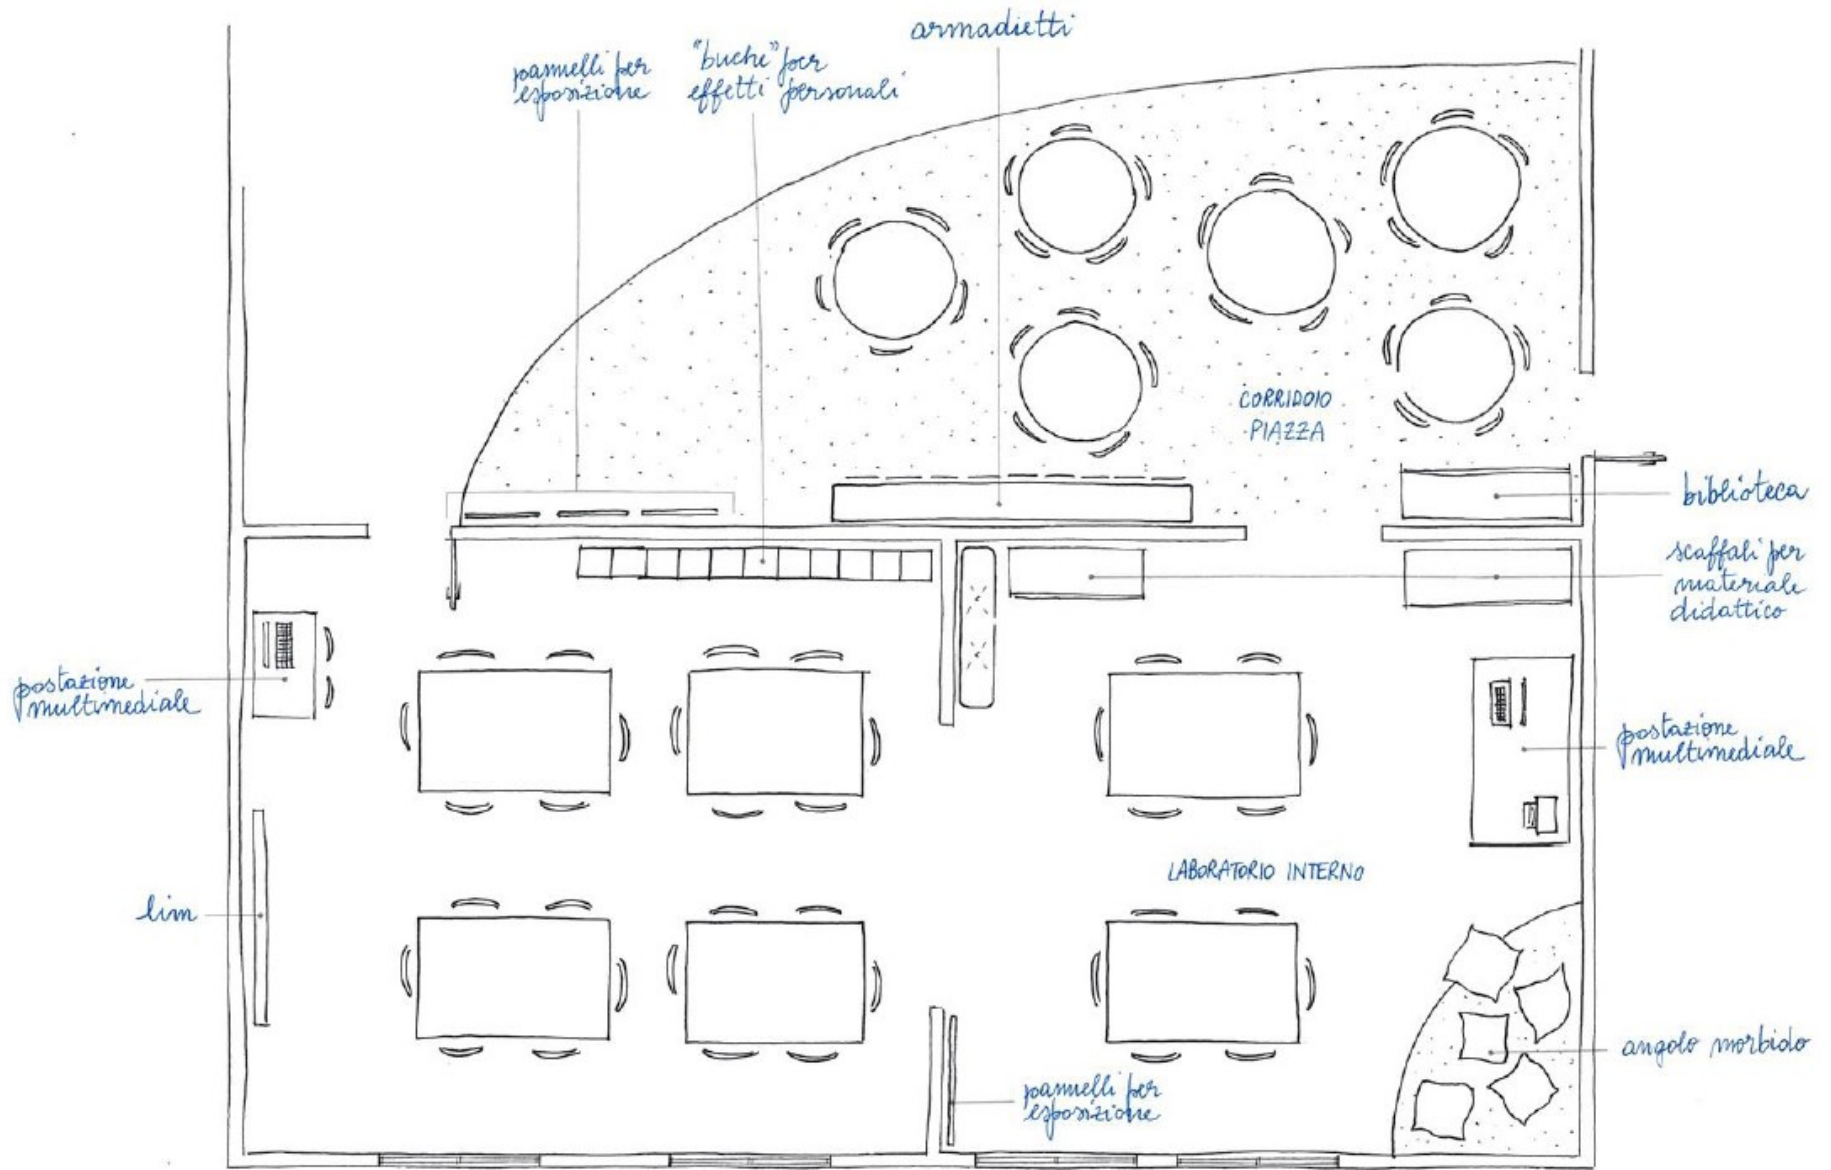 armadietti
pannelli per
esposizione
"buche" per
effetti personali
CORRIDOIO
PIAZZA
biblioteca
scaffali per
materiale
didattico
postazione
multimediale
postazione
multimediale
LABORATORIO INTERNO
lim
angolo morbido
pannelli per
esposizione